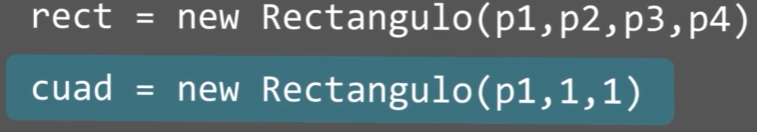 rect = new Rectangulo(p1,p2,p3,p4)
cuad = new Rectangulo(p1,1,1)